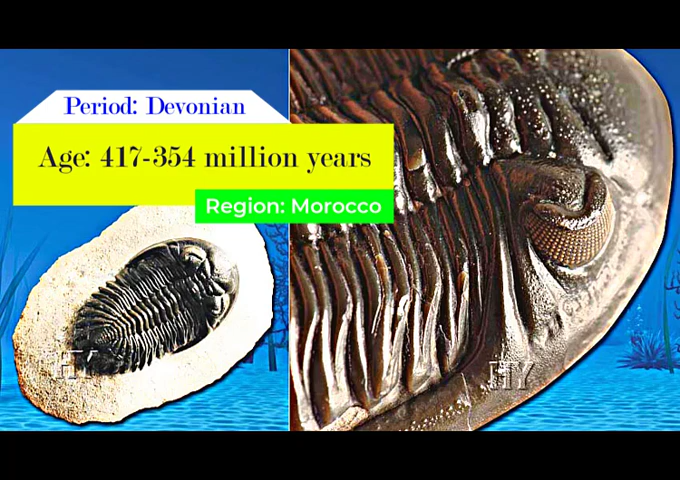 Period: Devonian
Age: 417-354 million years
Region: Morocco